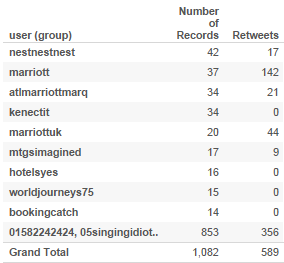 user (group) Number of Records Retweets
nestnestnest 42 17
marriott 37 142
atlmarriottmarq 34 21
kenectit 34 0
marriottuk 20 44
mtgsimagined 17 9
hotelsyes 16 0
worldjourneys75 15 0
bookingcatch 14 0
01582242424, 05singingidiot.. 853 356
Grand Total 1,082 589